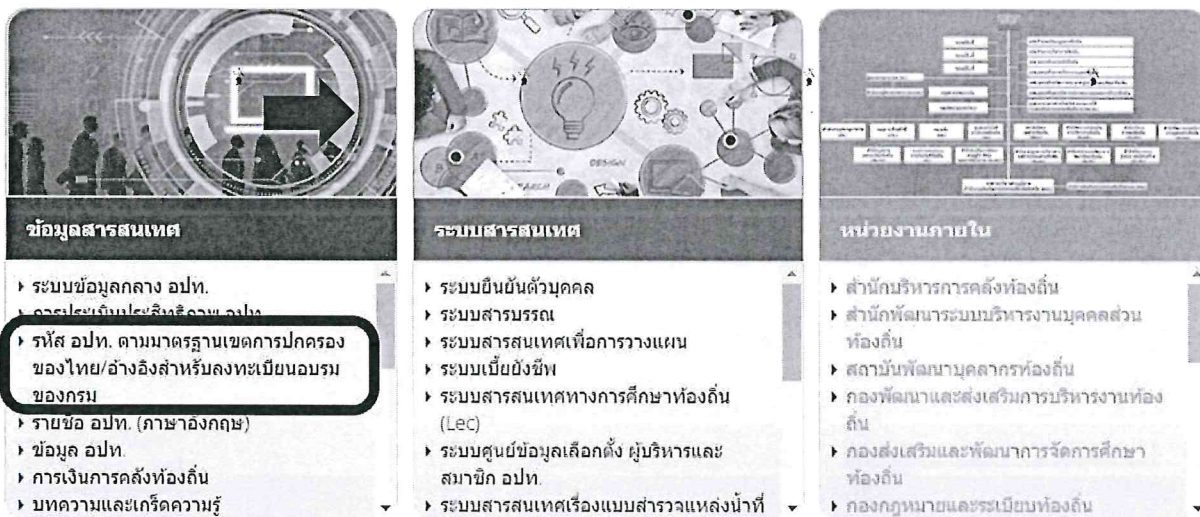 ข้อมูลสารสนเทศ
ระบบข้อมูลกลาง อปท.
การประเมินประสิทธิภาพ อปท.
รหัส อปท. ตามมาตรฐานเขตการปกครอง
ของไทย/อ้างอิงสำหรับลงทะเบียนอบรม
ของกรม
รายชื่อ อปท. (ภาษาอังกฤษ)
ข้อมูล อปท.
การเงินการคลังท้องถิ่น
บทความและเกร็ดความรู้
DESIGN
ระบบสารสนเทศ
ระบบยืนยันตัวบุคคล
ระบบสารบรรณ
ระบบสารสนเทศเพื่อการวางแผน
ระบบเบี้ยยังชีพ
ระบบสารสนเทศทางการศึกษาท้องถิ่น
(Lec)
ระบบศูนย์ข้อมูลเลือกตั้ง ผู้บริหารและ
สมาชิก อปท.
ระบบสารสนเทศเรื่องแบบสำรวจแหล่งน้ำที่
หน่วยงานภายใน
สำนักบริหารการคลังท้องถิ่น
สำนักพัฒนาระบบบริหารงานบุคคลส่วน
ท้องถิ่น
สถาบันพัฒนาบุคลากรท้องถิ่น
กองพัฒนาและส่งเสริมการบริหารงานท้อง
ถิ่น
กองส่งเสริมและพัฒนาการจัดการศึกษา
ท้องถิ่น
กองกฎหมายและระเบียบท้องถิ่น